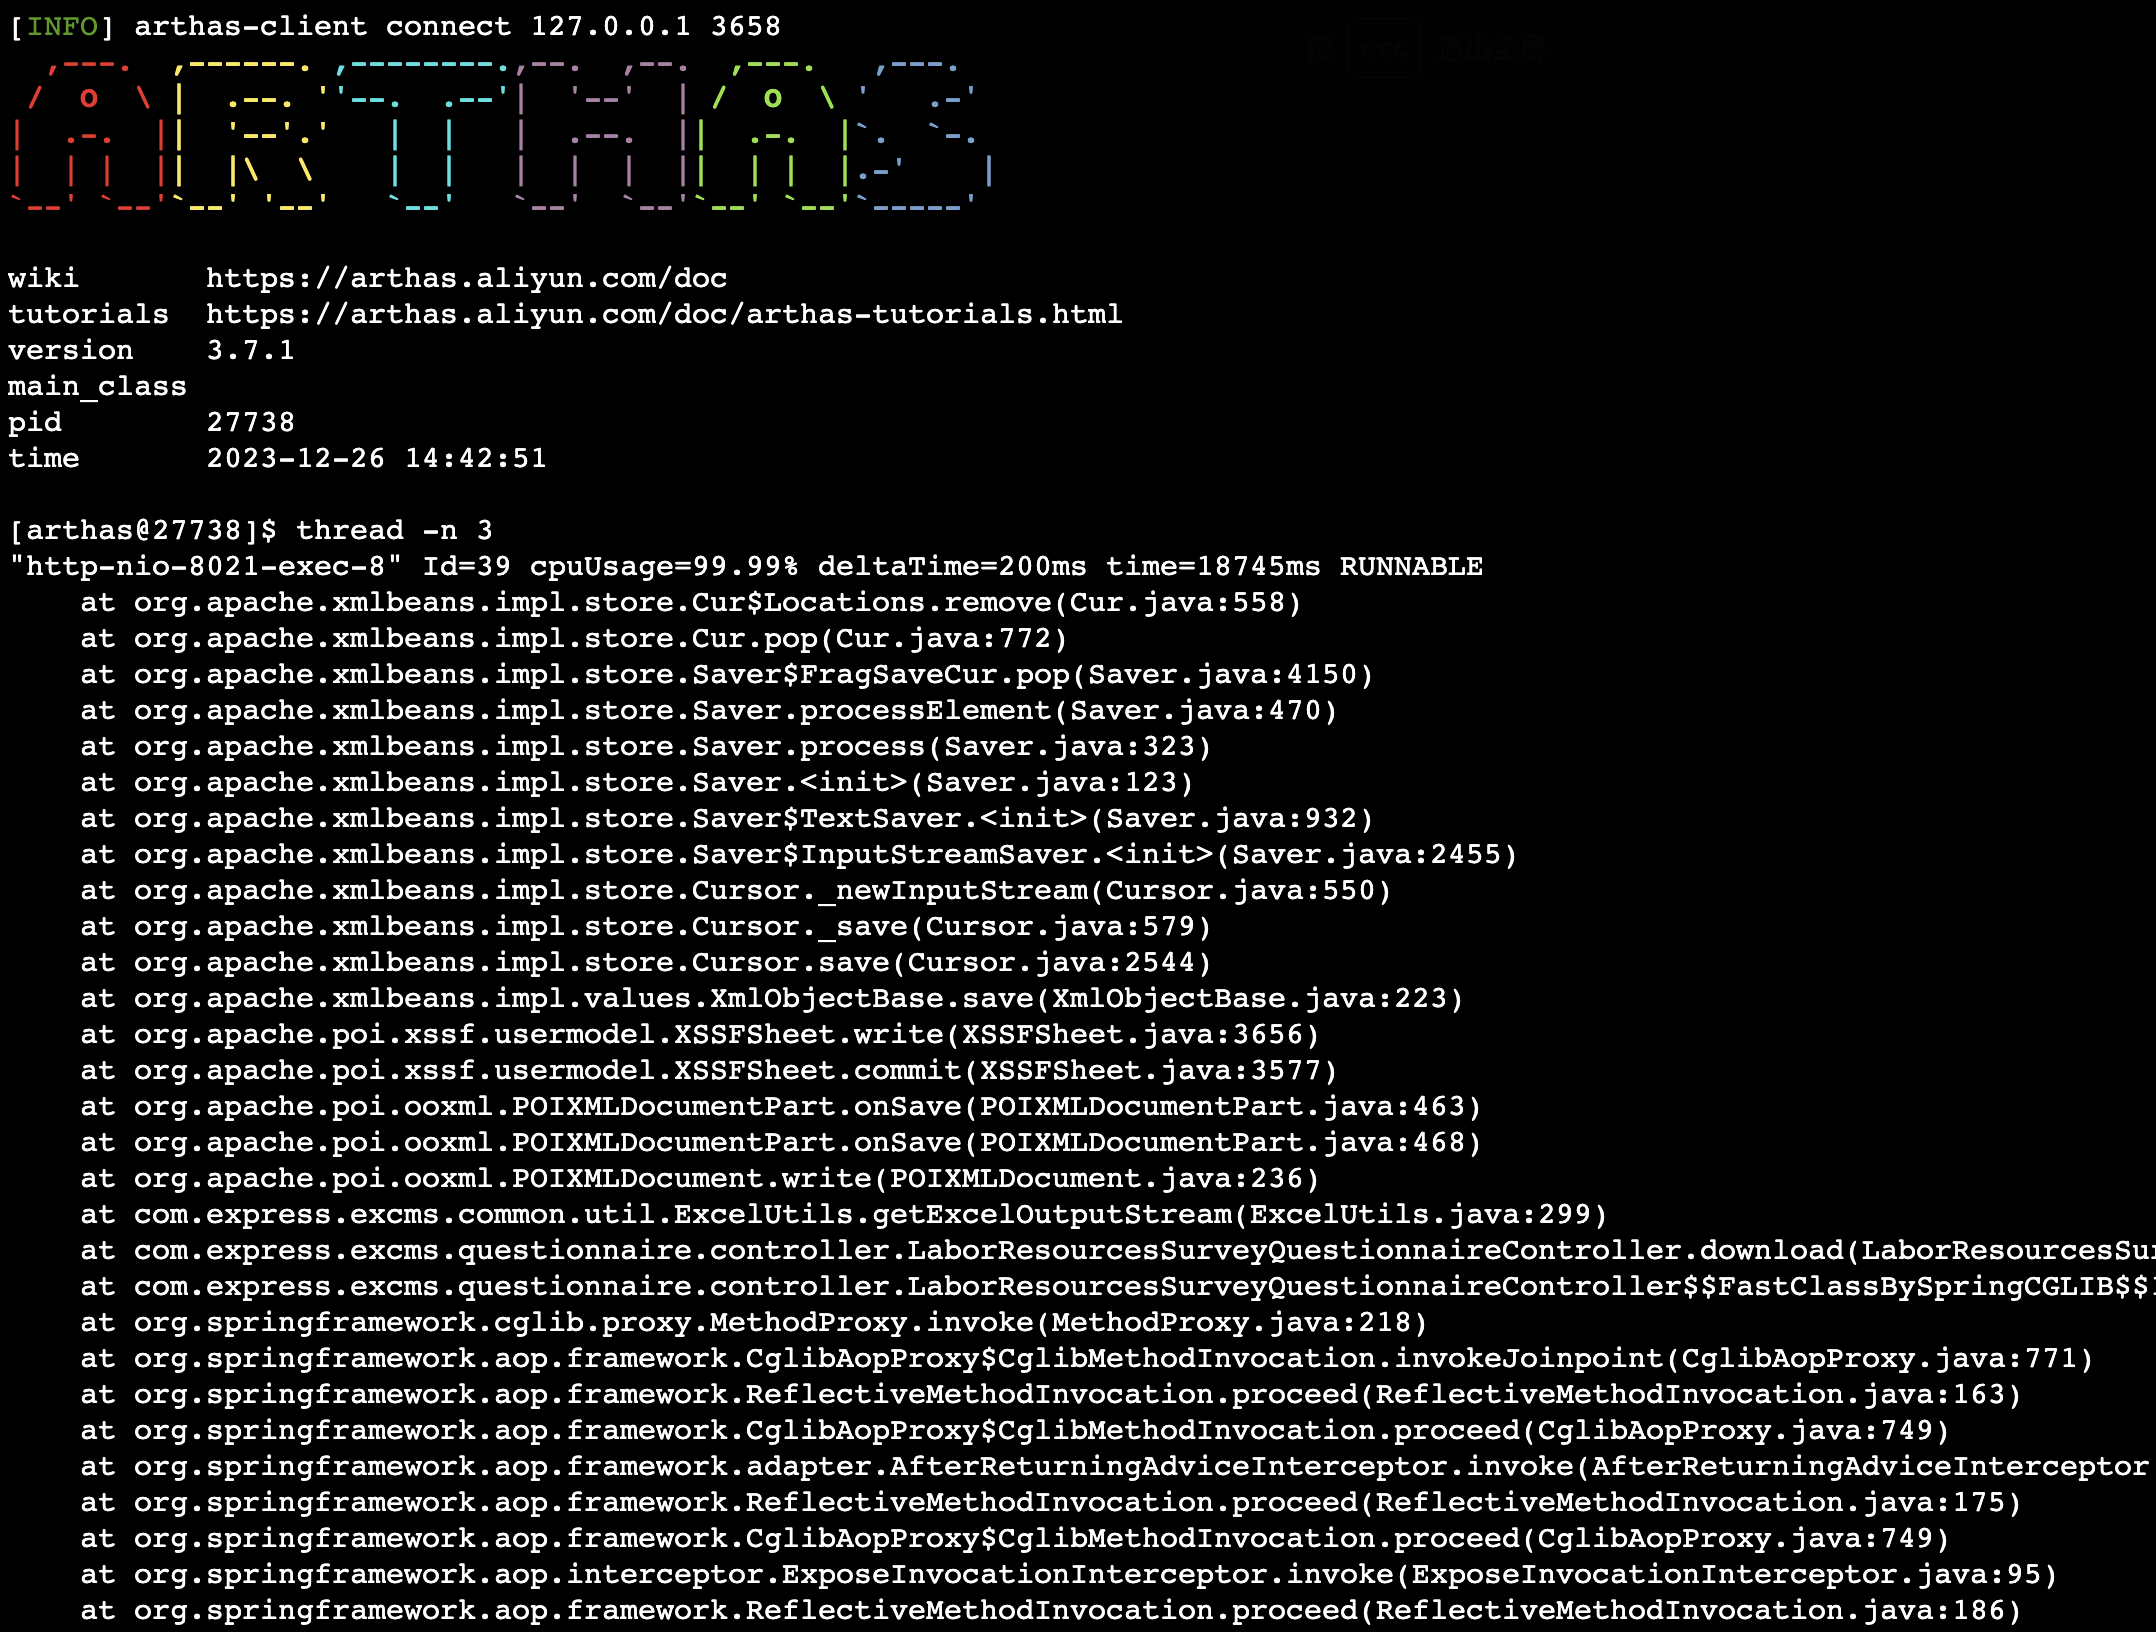 [INFO] arthas-client connect 127.0.0.1 3658
ARTHAS
wiki https://arthas.aliyun.com/doc
tutorials https://arthas.aliyun.com/doc/arthas-tutorials.html
version 3.7.1
main_class
pid 27738
time 2023-12-26 14:42:51
[arthas@27738]$ thread -n 3
"http-nio-8021-exec-8" Id=39 cpuUsage=99.99% deltaTime=200ms time=18745ms RUNNABLE
at org.apache.xmlbeans.impl.store.Cur$Locations.remove(Cur.java:558)
at org.apache.xmlbeans.impl.store.Cur.pop(Cur.java:772)
at org.apache.xmlbeans.impl.store.Saver$FragSaveCur.pop(Saver.java:4150)
at org.apache.xmlbeans.impl.store.Saver.processElement(Saver.java:470)
at org.apache.xmlbeans.impl.store.Saver.process(Saver.java:323)
at org.apache.xmlbeans.impl.store.Saver.<init>(Saver.java:123)
at org.apache.xmlbeans.impl.store.Saver$TextSaver.<init>(Saver.java:932)
at org.apache.xmlbeans.impl.store.Saver$InputStreamSaver.<init>(Saver.java:2455)
at org.apache.xmlbeans.impl.store.Cursor._newInputStream(Cursor.java:550)
at org.apache.xmlbeans.impl.store.Cursor._save(Cursor.java:579)
at org.apache.xmlbeans.impl.store.Cursor.save(Cursor.java:2544)
at org.apache.xmlbeans.impl.values.XmlObjectBase.save(XmlObjectBase.java:223)
at org.apache.poi.xssf.usermodel.XSSFSheet.write(XSSFSheet.java:3656)
at org.apache.poi.xssf.usermodel.XSSFSheet.commit(XSSFSheet.java:3577)
at org.apache.poi.ooxml.POIXMLDocumentPart.onSave(POIXMLDocumentPart.java:463)
at org.apache.poi.ooxml.POIXMLDocumentPart.onSave(POIXMLDocumentPart.java:468)
at org.apache.poi.ooxml.POIXMLDocument.write(POIXMLDocument.java:236)
at com.express.excms.common.util.ExcelUtils.getExcelOutputStream(ExcelUtils.java:299)
at com.express.excms.questionnaire.controller.LaborResourcesSurveyQuestionnaireController.download(LaborResourcesSu
at com.express.excms.questionnaire.controller.LaborResourcesSurveyQuestionnaireController$$FastClassBySpringCGLIB$$
at org.springframework.cglib.proxy.MethodProxy.invoke(MethodProxy.java:218)
at org.springframework.aop.framework.CglibAopProxy$CglibMethodInvocation.invokeJoinpoint(CglibAopProxy.java:771)
at org.springframework.aop.framework.ReflectiveMethodInvocation.proceed(ReflectiveMethodInvocation.java:163)
at org.springframework.aop.framework.CglibAopProxy$CglibMethodInvocation.proceed(CglibAopProxy.java:749)
at org.springframework.aop.framework.adapter.AfterReturningAdviceInterceptor.invoke(AfterReturningAdviceInterceptor
at org.springframework.aop.framework.ReflectiveMethodInvocation.proceed(ReflectiveMethodInvocation.java:175)
at org.springframework.aop.framework.CglibAopProxy$CglibMethodInvocation.proceed(CglibAopProxy.java:749)
at org.springframework.aop.interceptor.ExposeInvocationInterceptor.invoke(ExposeInvocationInterceptor.java:95)
at org.springframework.aop.framework.ReflectiveMethodInvocation.proceed(ReflectiveMethodInvocation.java:186)